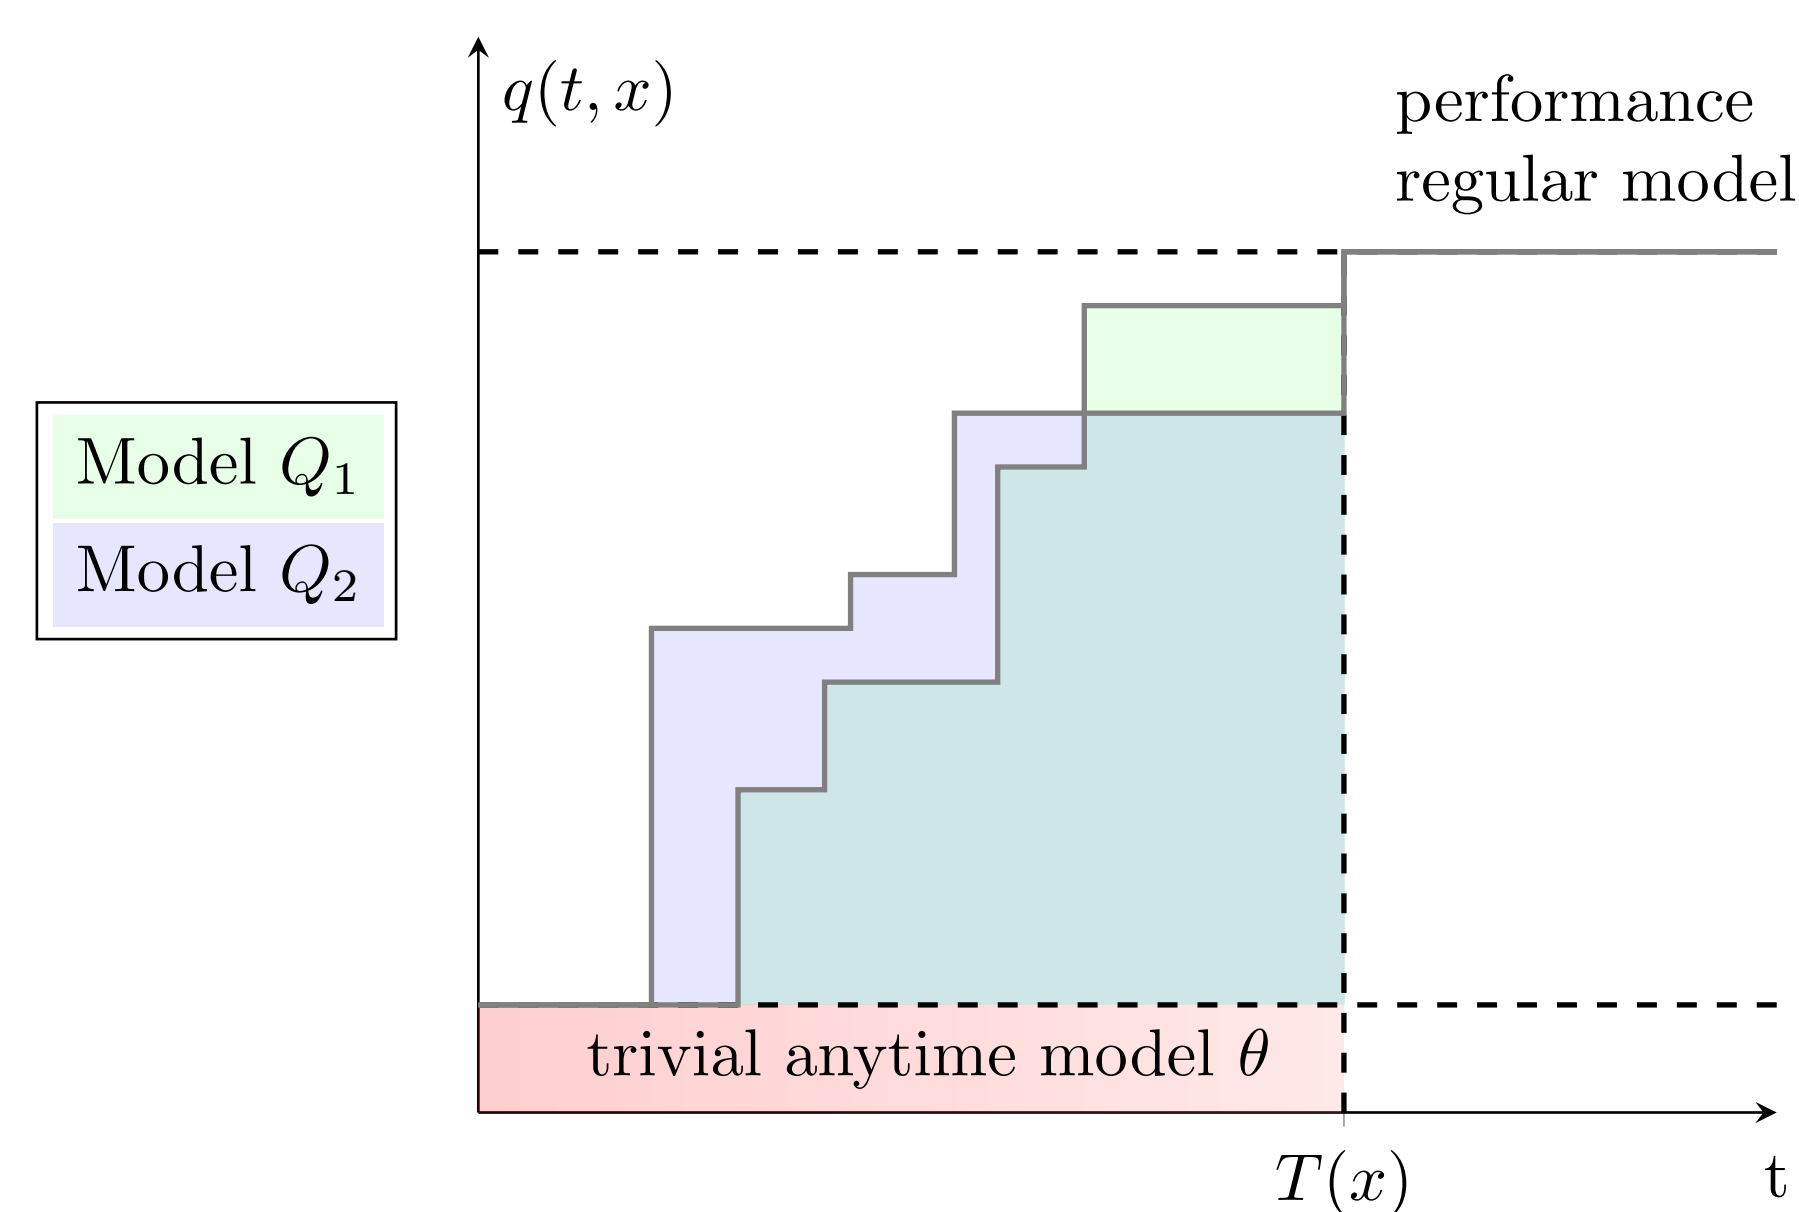 q(t, x)
performance
regular model
Model Q₁
Model Q₂
trivial anytime model θ
T(x)
t